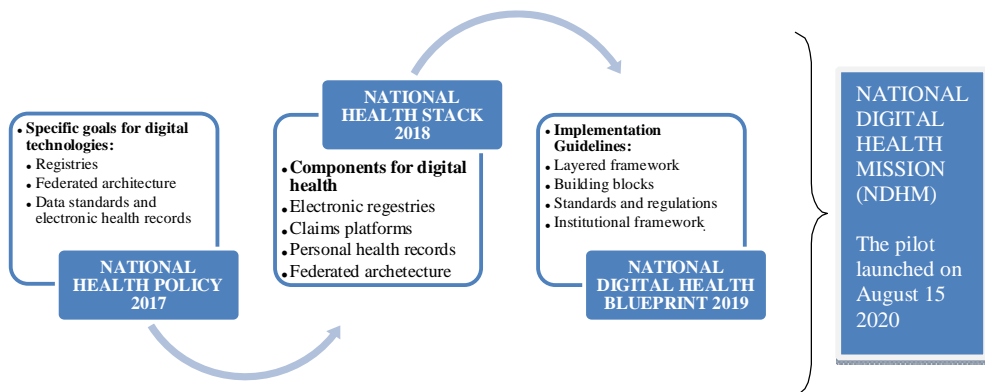 • Specific goals for digital
technologies:
• Registries
• Federated architecture
• Data standards and
electronic health records
NATIONAL
HEALTH POLICY
2017
NATIONAL
HEALTH STACK
2018
• Components for digital
health
• Electronic regestries
• Claims platforms
• Personal health records
• Federated archetecture
• Implementation
Guidelines:
• Layered framework
• Building blocks
• Standards and regulations
• Institutional framework.
NATIONAL
DIGITAL HEALTH
BLUEPRINT 2019
NATIONAL
DIGITAL
HEALTH
MISSION
(NDHM)
The pilot
launched on
August 15
2020